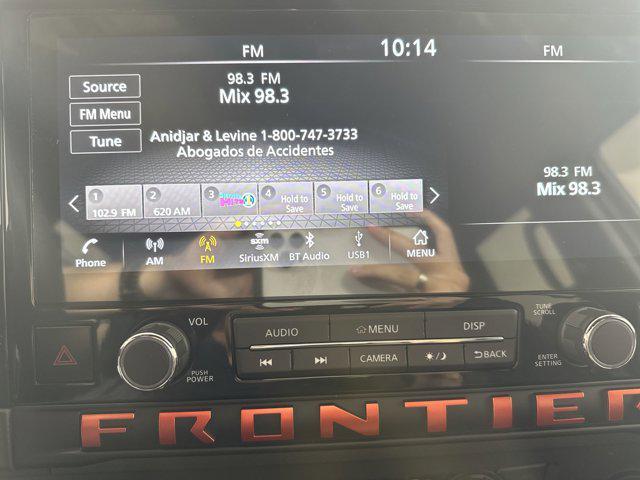 FM 10:14 FM
Source
98.3 FM
Mix 98.3
FM Menu
Tune
Anidjar & Levine 1-800-747-3733
Abogados de Accidentes
98.3 FM
Mix 98.3
1 102.9 FM
2 620 AM
3
4 Hold to Save
5 Hold to Save
6 Hold to Save
Phone
AM
FM
sxm
SiriusXM
BT Audio
USB1
MENU
VOL
PUSH
POWER
AUDIO
MENU
DISP
TUNE
SCROLL
CAMERA
BACK
ENTER
SETTING
FRONTIER